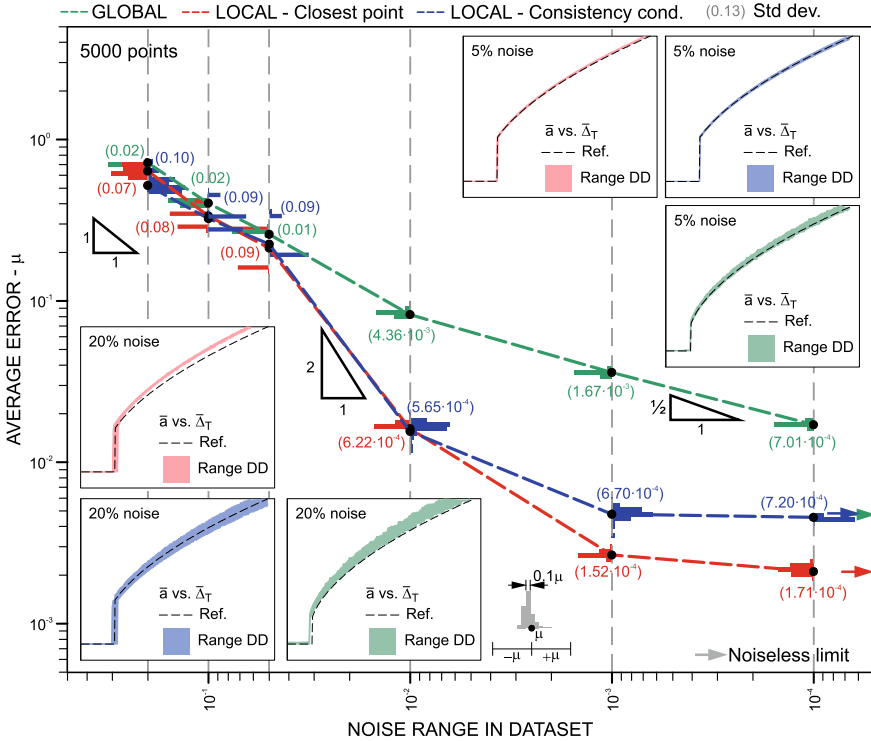 GLOBAL LOCAL - Closest point LOCAL - Consistency cond. (0.13) Std dev.
5000 points
5% noise
ā vs. Δ̄_T
Ref.
Range DD
5% noise
ā vs. Δ̄_T
Ref.
Range DD
5% noise
ā vs. Δ̄_T
Ref.
Range DD
10⁰
10⁻¹
10⁻²
10⁻³
AVERAGE ERROR - μ
(0.02)
(0.10)
(0.07)
(0.02)
(0.09)
(0.08)
(0.09)
(0.01)
(0.09)
1
1
2
1
½
1
(4.36·10⁻³)
(1.67·10⁻³)
(7.01·10⁻⁴)
(5.65·10⁻⁴)
(6.22·10⁻⁴)
(6.70·10⁻⁴)
(7.20·10⁻⁴)
(1.52·10⁻⁴)
(1.71·10⁻⁴)
20% noise
ā vs. Δ̄_T
Ref.
Range DD
20% noise
ā vs. Δ̄_T
Ref.
Range DD
20% noise
ā vs. Δ̄_T
Ref.
Range DD
0.1μ
μ
-μ +μ
Noiseless limit
10⁻¹ 10⁻² 10⁻³ 10⁻⁴
NOISE RANGE IN DATASET